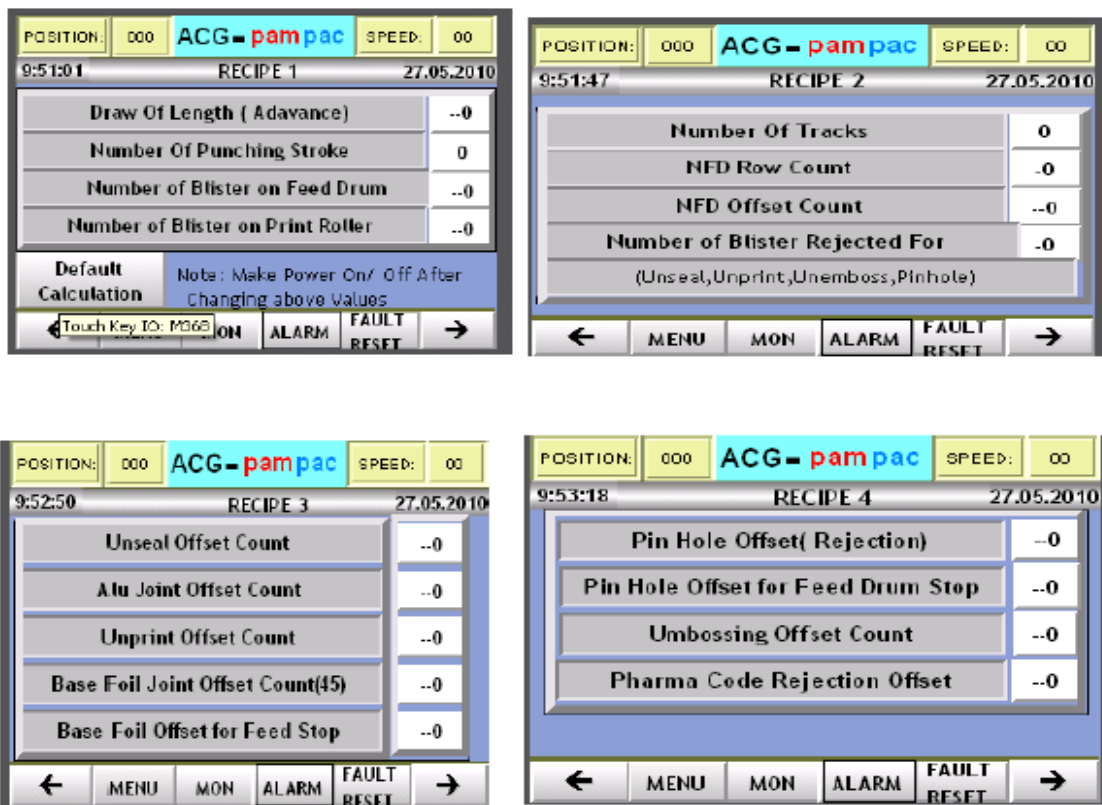 POSITION: 000 ACG-pampac SPEED: 00
9:51:01 RECIPE 1 27.05.2010
Draw Of Length ( Adavance) --0
Number Of Punching Stroke 0
Number of Blister on Feed Drum --0
Number of Blister on Print Roller --0
Default Calculation
Note: Make Power On/ Off After
Changing above Values
Touch Key IO: M368
ALARM FAULT RESET →
POSITION: 000 ACG-pampac SPEED: 00
9:51:47 RECIPE 2 27.05.2010
Number Of Tracks 0
NFD Row Count -0
NFD Offset Count --0
Number of Blister Rejected For -0
(Unseal,Unprint,Unemboss,Pinhole)
← MENU MON ALARM FAULT RESET →
POSITION: 000 ACG-pampac SPEED: 00
9:52:50 RECIPE 3 27.05.2010
Unseal Offset Count --0
Alu Joint Offset Count --0
Unprint Offset Count --0
Base Foil Joint Offset Count(45) --0
Base Foil Offset for Feed Stop --0
← MENU MON ALARM FAULT RESET →
POSITION: 000 ACG-pampac SPEED: 00
9:53:18 RECIPE 4 27.05.2010
Pin Hole Offset( Rejection) --0
Pin Hole Offset for Feed Drum Stop --0
Umbossing Offset Count --0
Pharma Code Rejection Offset --0
← MENU MON ALARM FAULT RESET →